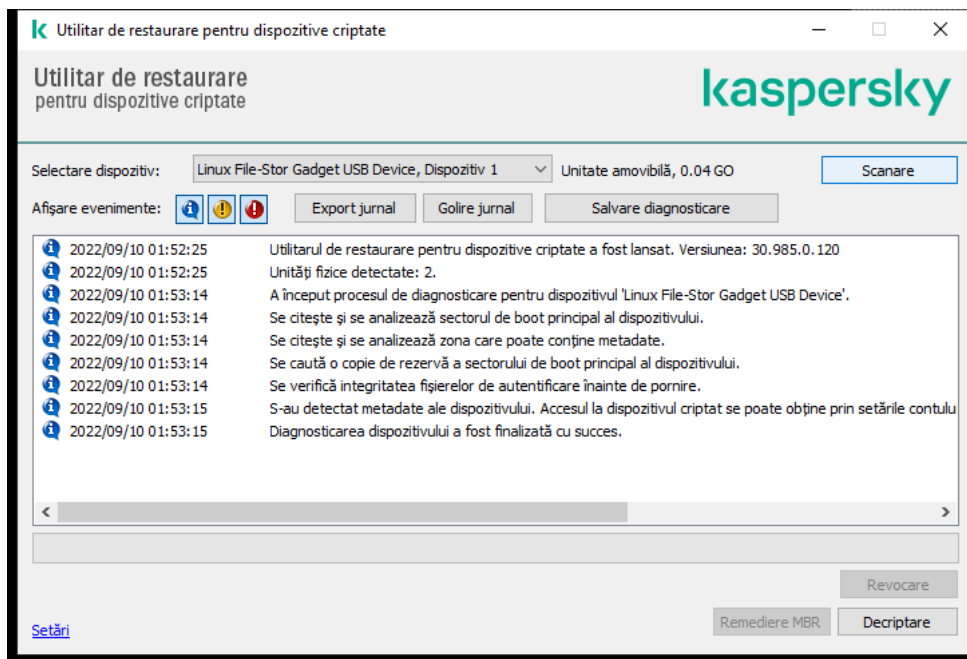 Utilitar de restaurare pentru dispozitive criptate
Utilitar de restaurare
pentru dispozitive criptate
kaspersky
Selectare dispozitiv: Linux File-Stor Gadget USB Device, Dispozitiv 1 Unitate amovibilă, 0.04 GO Scanare
Afișare evenimente: Export jurnal Golire jurnal Salvare diagnosticare
2022/09/10 01:52:25 Utilitarul de restaurare pentru dispozitive criptate a fost lansat. Versiunea: 30.985.0.120
2022/09/10 01:52:25 Unități fizice detectate: 2.
2022/09/10 01:53:14 A început procesul de diagnosticare pentru dispozitivul 'Linux File-Stor Gadget USB Device'.
2022/09/10 01:53:14 Se citește și se analizează sectorul de boot principal al dispozitivului.
2022/09/10 01:53:14 Se citește și se analizează zona care poate conține metadate.
2022/09/10 01:53:14 Se caută o copie de rezervă a sectorului de boot principal al dispozitivului.
2022/09/10 01:53:14 Se verifică integritatea fișierelor de autentificare înainte de pornire.
2022/09/10 01:53:15 S-au detectat metadate ale dispozitivului. Accesul la dispozitivul criptat se poate obține prin setările contulu
2022/09/10 01:53:15 Diagnosticarea dispozitivului a fost finalizată cu succes.
Revocare
Setări Remediere MBR Decriptare